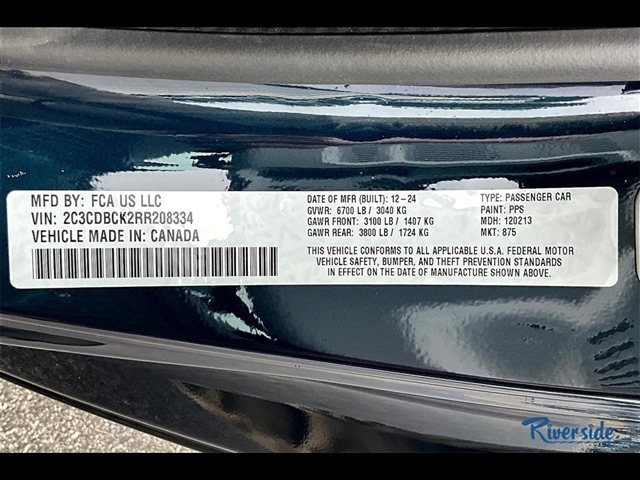 MFD BY: FCA US LLC
VIN: 2C3CDBCK2RR208334
VEHICLE MADE IN: CANADA
DATE OF MFR (BUILT): 12-24
GVWR: 6700 LB / 3040 KG
GAWR FRONT: 3100 LB / 1407 KG
GAWR REAR: 3800 LB / 1724 KG
TYPE: PASSENGER CAR
PAINT: PPS
MDH: 120213
MKT: 875
THIS VEHICLE CONFORMS TO ALL APPLICABLE U.S.A. FEDERAL MOTOR
VEHICLE SAFETY, BUMPER, AND THEFT PREVENTION STANDARDS
IN EFFECT ON THE DATE OF MANUFACTURE SHOWN ABOVE.
Riverside